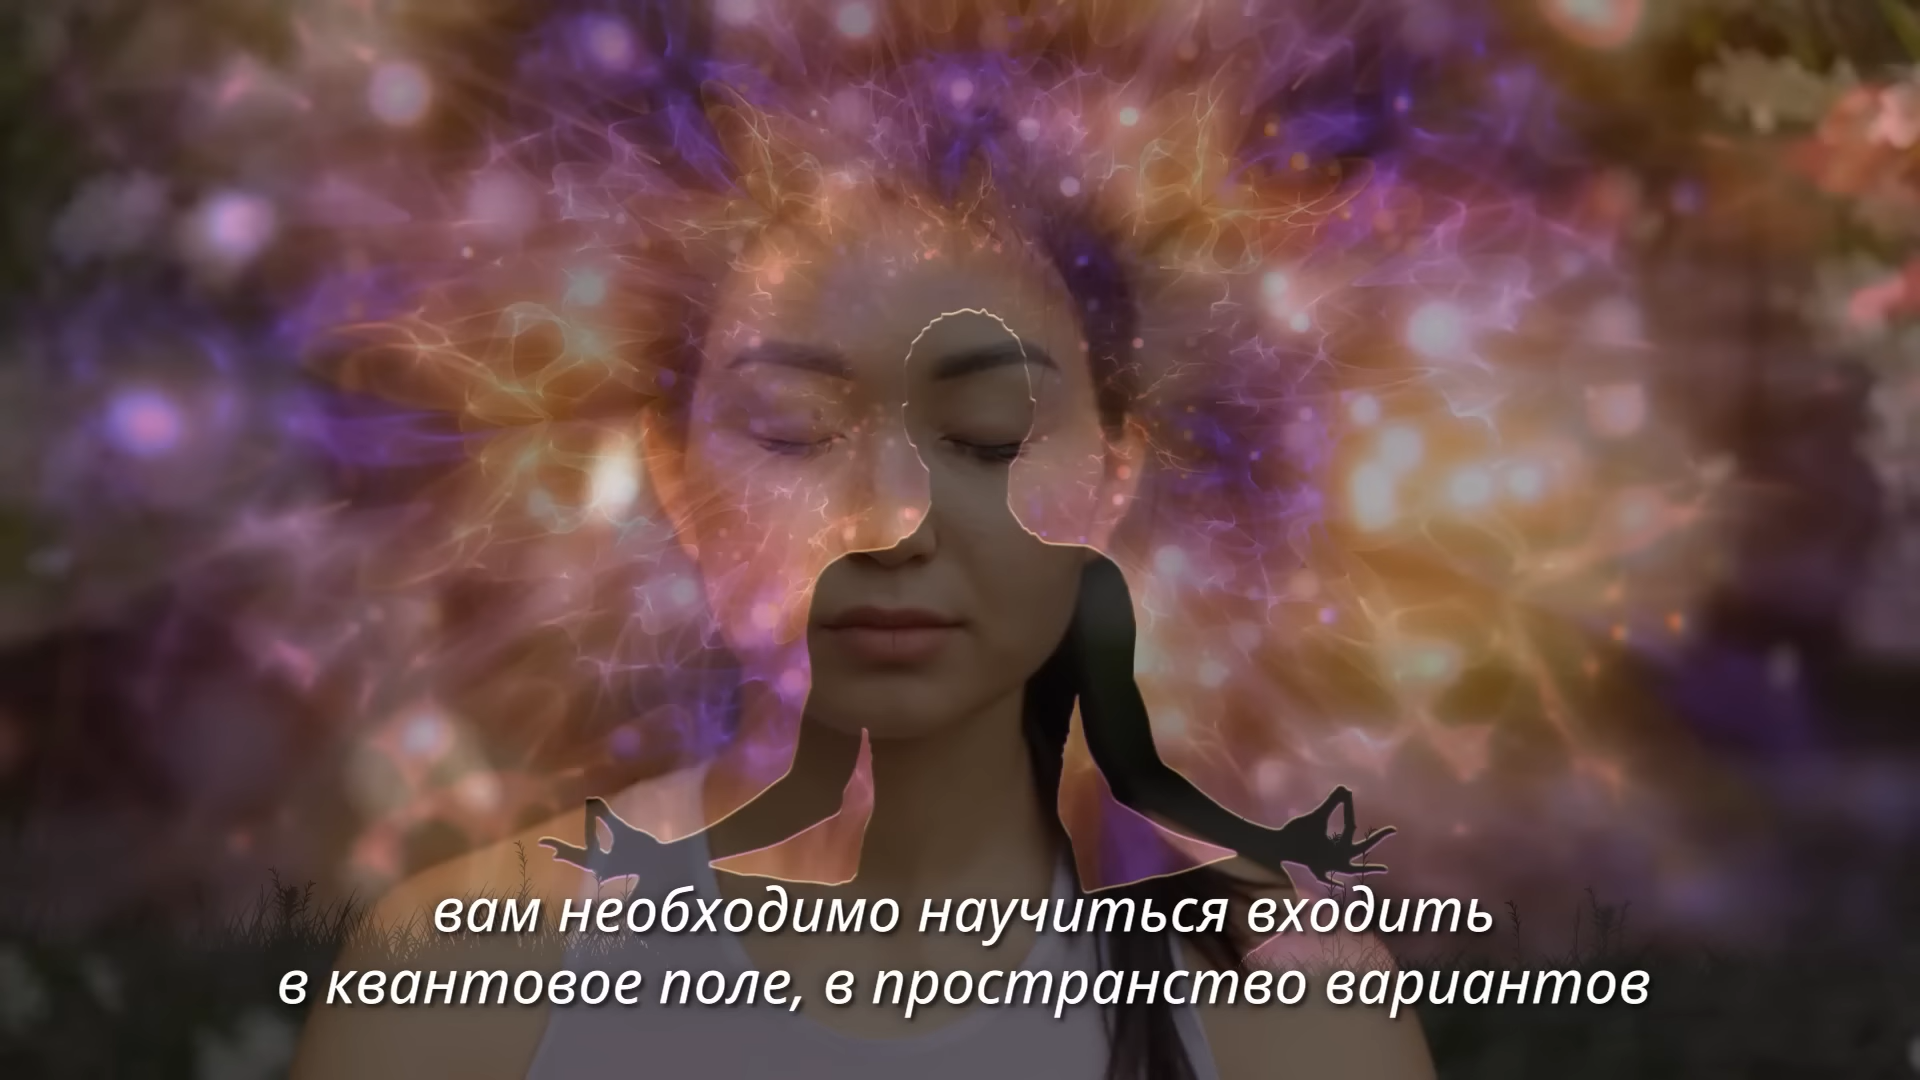 вам необходимо научиться входить
в квантовое поле, в пространство вариантов